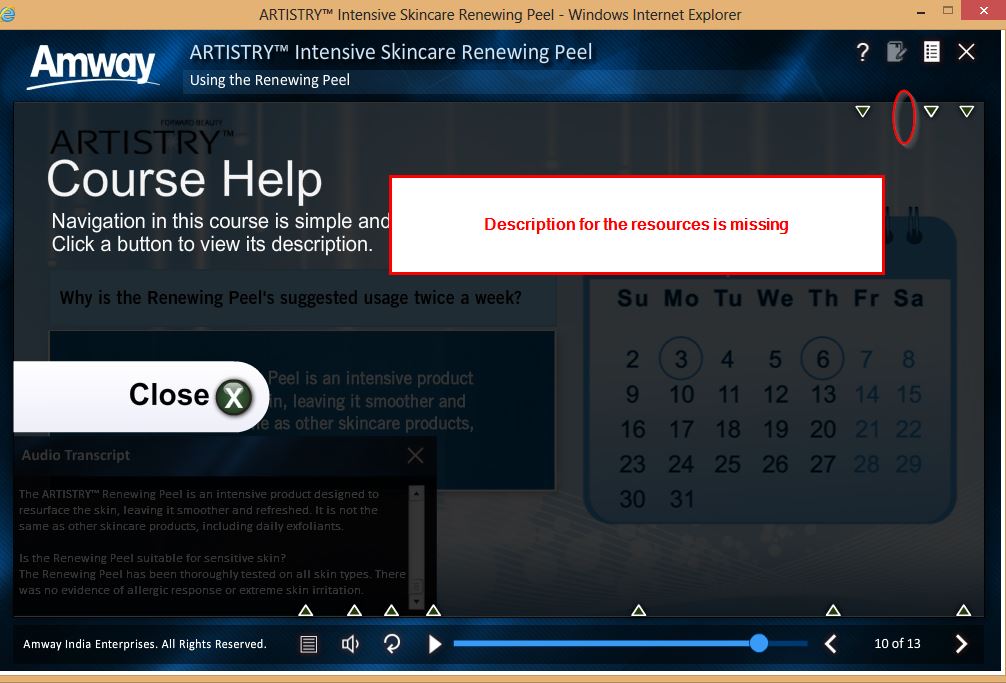 ARTISTRY™ Intensive Skincare Renewing Peel - Windows Internet Explorer
Amway
ARTISTRY™ Intensive Skincare Renewing Peel
Using the Renewing Peel
FORWARD BEAUTY
ARTISTRY™
Course Help
Navigation in this course is simple and
Click a button to view its description.
Description for the resources is missing
Why is the Renewing Peel's suggested usage twice a week?
Su Mo Tu We Th Fr Sa
2 3 4 5 6 7 8
9 10 11 12 13 14 15
16 17 18 19 20 21 22
23 24 25 26 27 28 29
30 31
Peel is an intensive product
in, leaving it smoother and
as other skincare products,
Close X
Audio Transcript
The ARTISTRY™ Renewing Peel is an intensive product designed to
resurface the skin, leaving it smoother and refreshed. It is not the
same as other skincare products, including daily exfoliants.
Is the Renewing Peel suitable for sensitive skin?
The Renewing Peel has been thoroughly tested on all skin types. There
was no evidence of allergic response or extreme skin irritation.
Amway India Enterprises. All Rights Reserved.
10 of 13